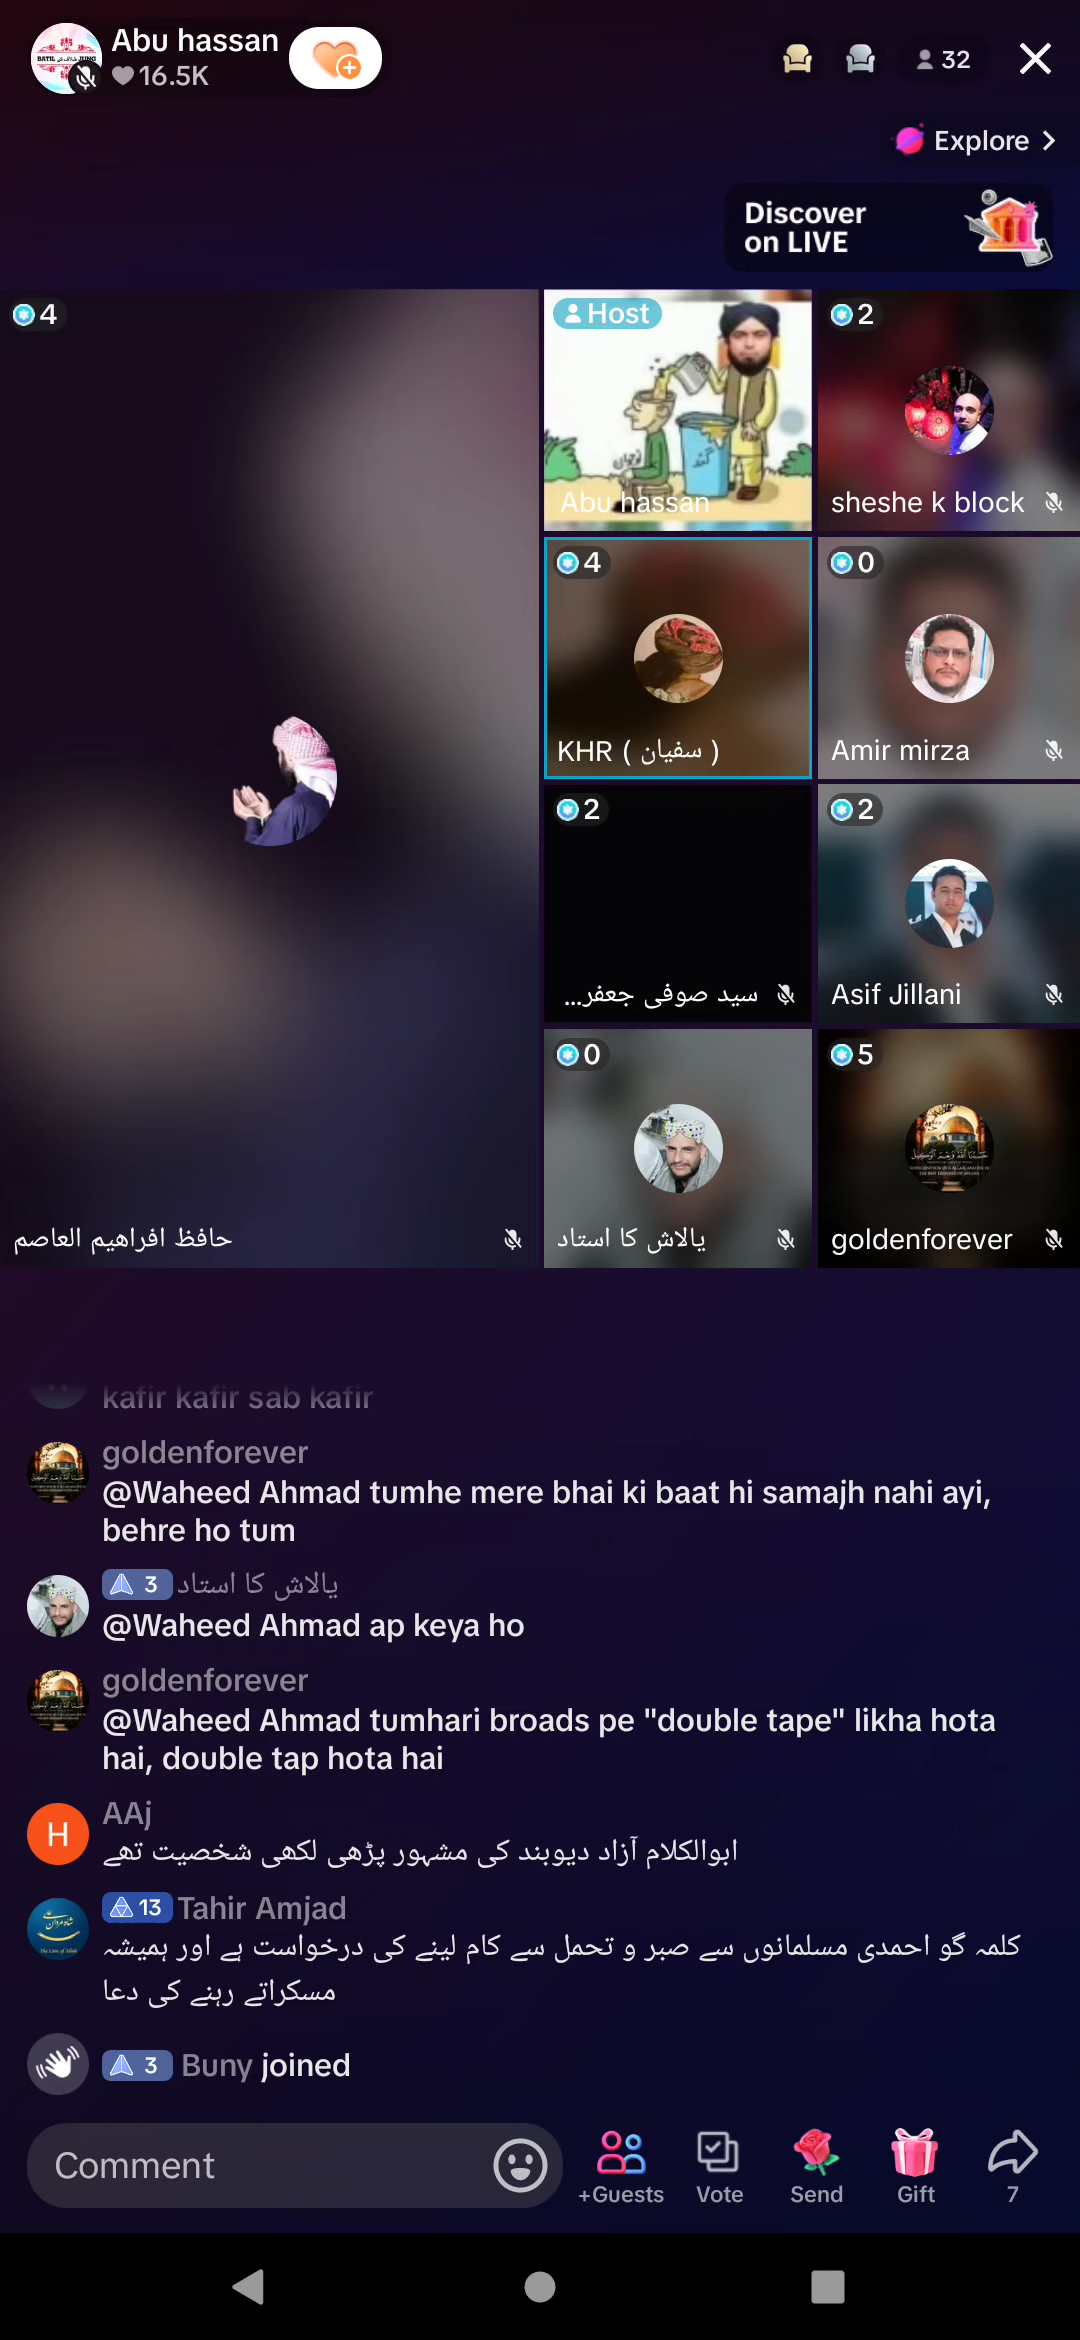 Abu hassan
16.5K
32
Explore
Discover
on LIVE
4
Host
نوجوان
گند
Abu hassan
2
sheshe k block
4
KHR ( سفیان )
0
Amir mirza
2
سید صوفی جعفر...
2
Asif Jillani
حافظ افراهيم العاصم
0
یالاش کا استاد
5
goldenforever
kafir kafir sab kafir
goldenforever
@Waheed Ahmad tumhe mere bhai ki baat hi samajh nahi ayi,
behre ho tum
3 یالاش کا استاد
@Waheed Ahmad ap keya ho
goldenforever
@Waheed Ahmad tumhari broads pe "double tape" likha hota
hai, double tap hota hai
H
AAj
ابوالکلام آزاد دیوبند کی مشہور پڑھی لکھی شخصیت تھے
13 Tahir Amjad
کلمہ گو احمدی مسلمانوں سے صبر و تحمل سے کام لینے کی درخواست ہے اور ہمیشہ
مسکراتے رہنے کی دعا
3 Buny joined
Comment
+Guests
Vote
Send
Gift
7